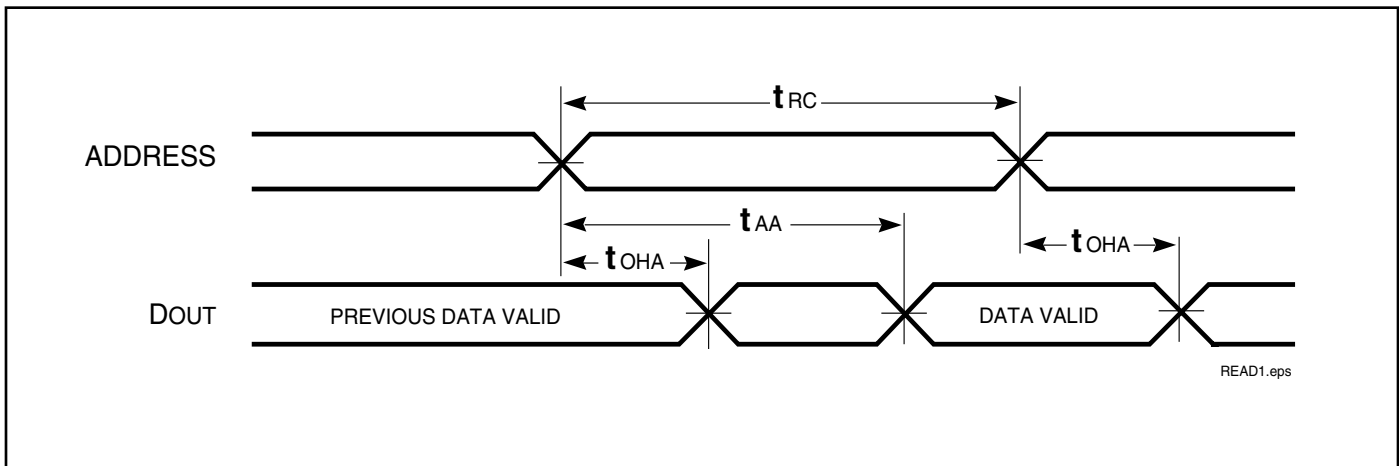 tRC
ADDRESS
tAA
tOHA
tOHA
DOUT
PREVIOUS DATA VALID
DATA VALID
READ1.eps